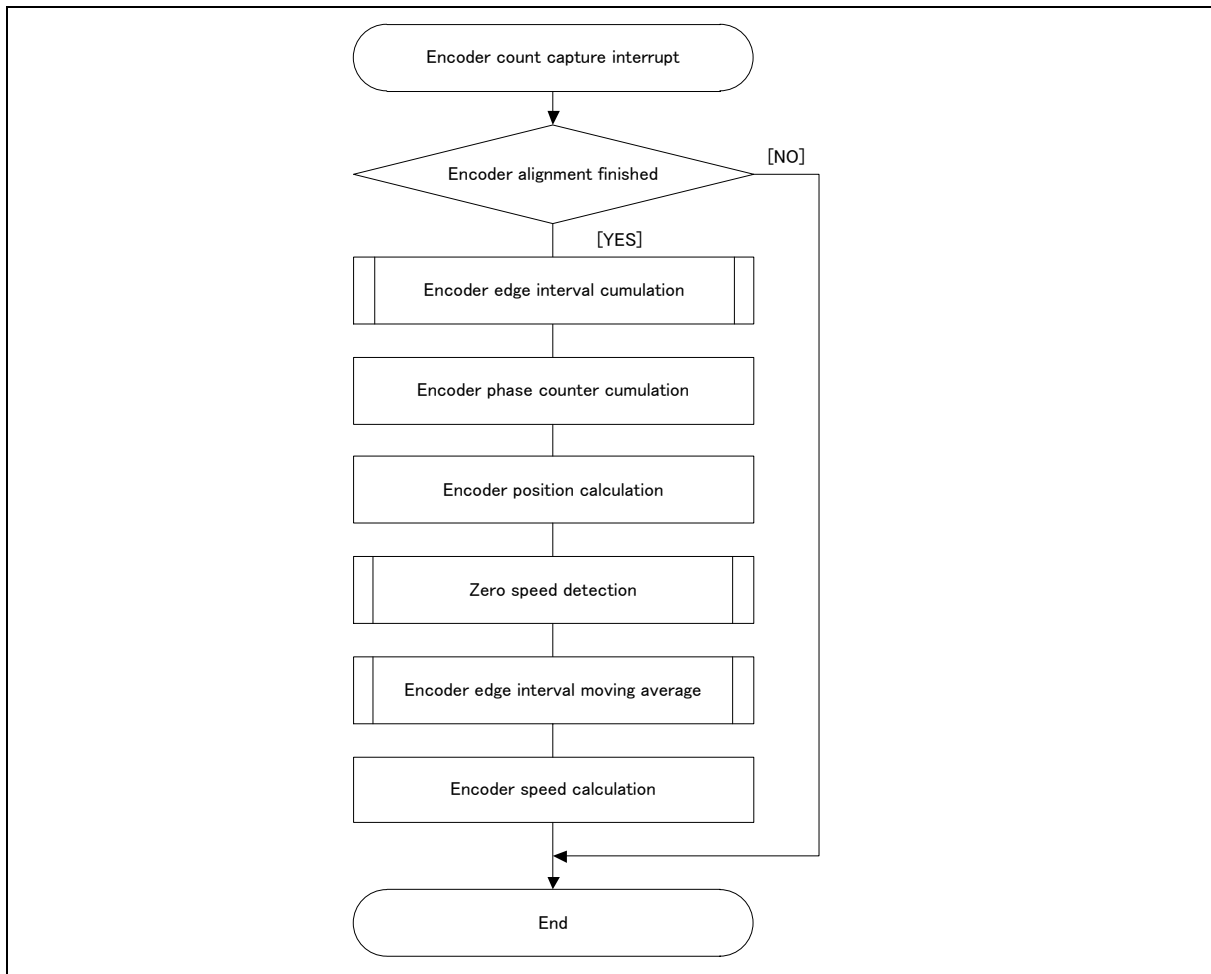 Encoder count capture interrupt
Encoder alignment finished
[NO]
[YES]
Encoder edge interval cumulation
Encoder phase counter cumulation
Encoder position calculation
Zero speed detection
Encoder edge interval moving average
Encoder speed calculation
End